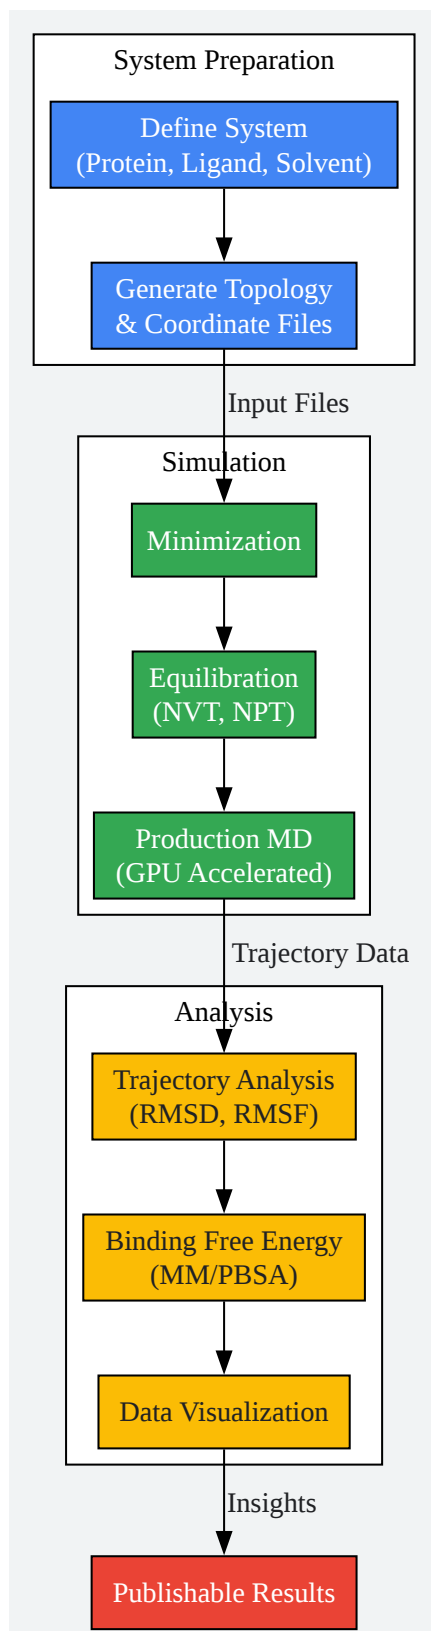 System Preparation
Define System
(Protein, Ligand, Solvent)
Generate Topology
& Coordinate Files
Input Files
Simulation
Minimization
Equilibration
(NVT, NPT)
Production MD
(GPU Accelerated)
Trajectory Data
Analysis
Trajectory Analysis
(RMSD, RMSF)
Binding Free Energy
(MM/PBSA)
Data Visualization
Insights
Publishable Results